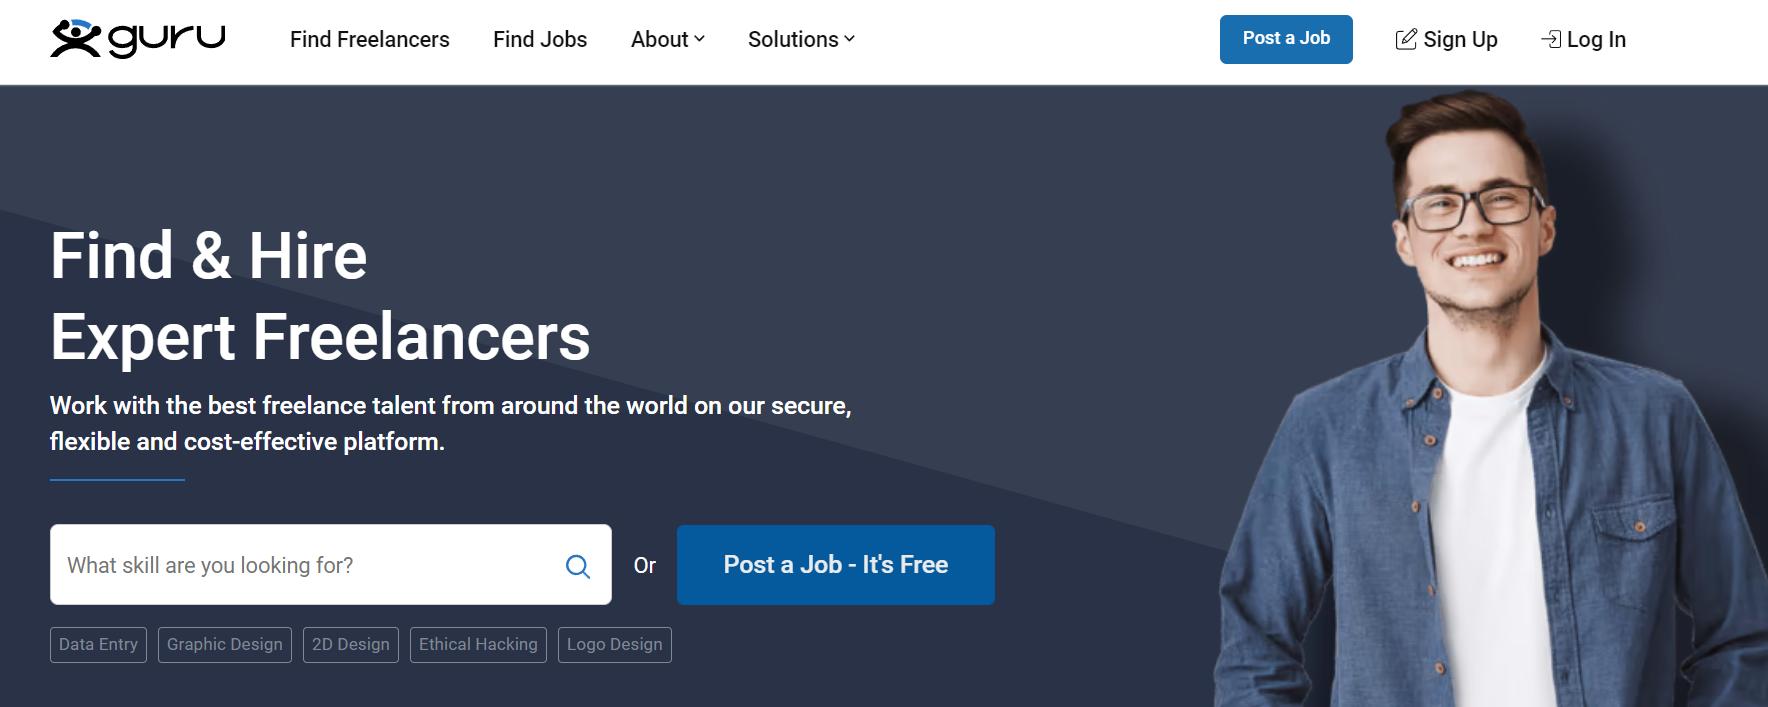 guru
Find Freelancers
Find Jobs
About
Solutions
Post a Job
Sign Up
Log In
Find & Hire
Expert Freelancers
Work with the best freelance talent from around the world on our secure,
flexible and cost-effective platform.
What skill are you looking for?
Or
Post a Job - It's Free
Data Entry
Graphic Design
2D Design
Ethical Hacking
Logo Design